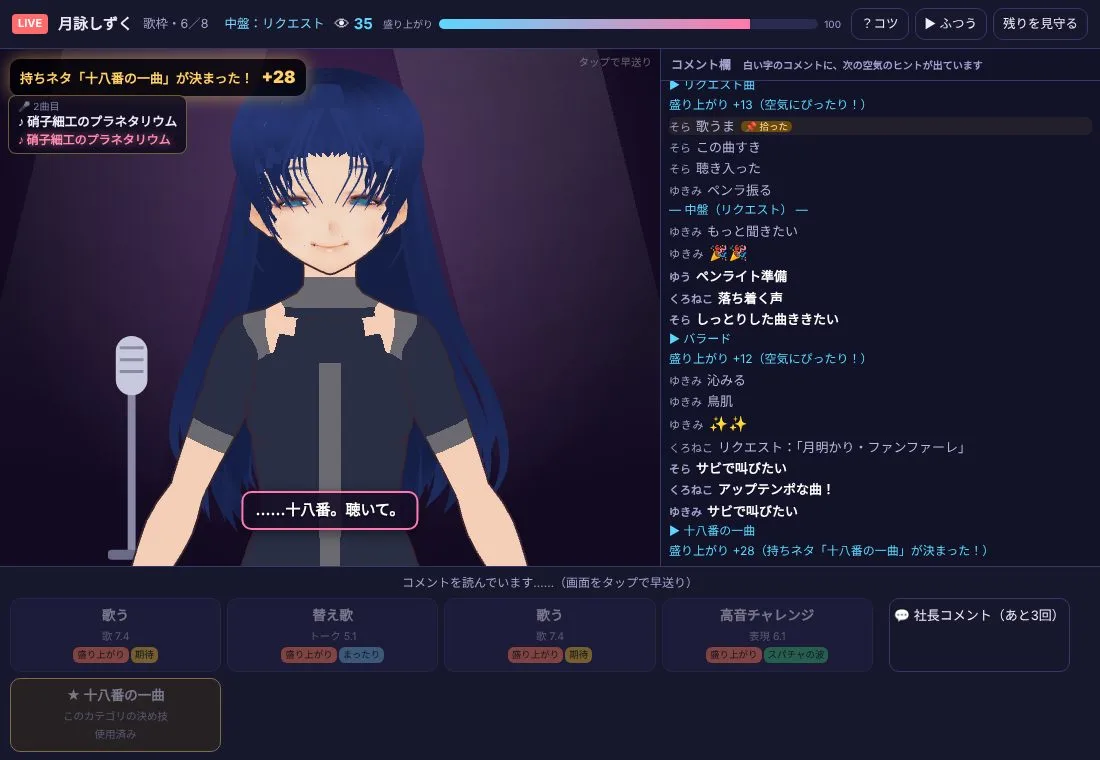 LIVE 月詠しずく 歌枠・6／8 中盤：リクエスト 35 盛り上がり 100 ？コツ ▶ ふつう 残りを見守る
持ちネタ「十八番の一曲」が決まった！ +28
タップで早送り
🎤 2曲目
♪ 硝子細工のプラネタリウム
♪ 硝子細工のプラネタリウム
……十八番。聴いて。
コメント欄 白い字のコメントに、次の空気のヒントが出ています
▶ リクエスト曲
盛り上がり +13（空気にぴったり！）
そら 歌うま 📌 拾った
そら この曲すき
そら 聴き入った
ゆきみ ペンラ振る
— 中盤（リクエスト） —
ゆきみ もっと聞きたい
ゆきみ 🎉🎉
ゆう ペンライト準備
くろねこ 落ち着く声
そら しっとりした曲ききたい
▶ バラード
盛り上がり +12（空気にぴったり！）
ゆきみ 沁みる
ゆきみ 鳥肌
ゆきみ ✨✨
くろねこ リクエスト：「月明かり・ファンファーレ」
そら サビで叫びたい
くろねこ アップテンポな曲！
ゆきみ サビで叫びたい
▶ 十八番の一曲
盛り上がり +28（持ちネタ「十八番の一曲」が決まった！）
コメントを読んでいます……（画面をタップで早送り）
歌う
歌 7.4
盛り上がり 期待
替え歌
トーク 5.1
盛り上がり まったり
歌う
歌 7.4
盛り上がり 期待
高音チャレンジ
表現 6.1
盛り上がり スパチャの波
💬 社長コメント（あと3回）
★ 十八番の一曲
このカテゴリの決め技
使用済み